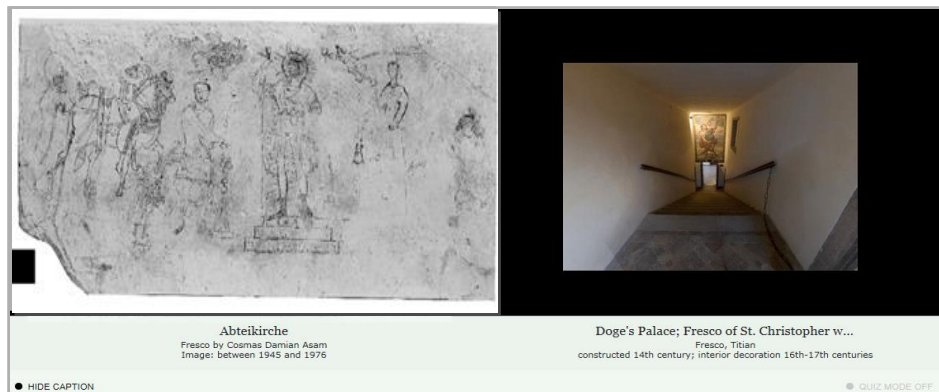 Abteikirche
Fresco by Cosmas Damian Asam
Image: between 1945 and 1976
Doge's Palace; Fresco of St. Christopher w...
Fresco, Titian
constructed 14th century; interior decoration 16th-17th centuries
HIDE CAPTION
QUIZ MODE OFF